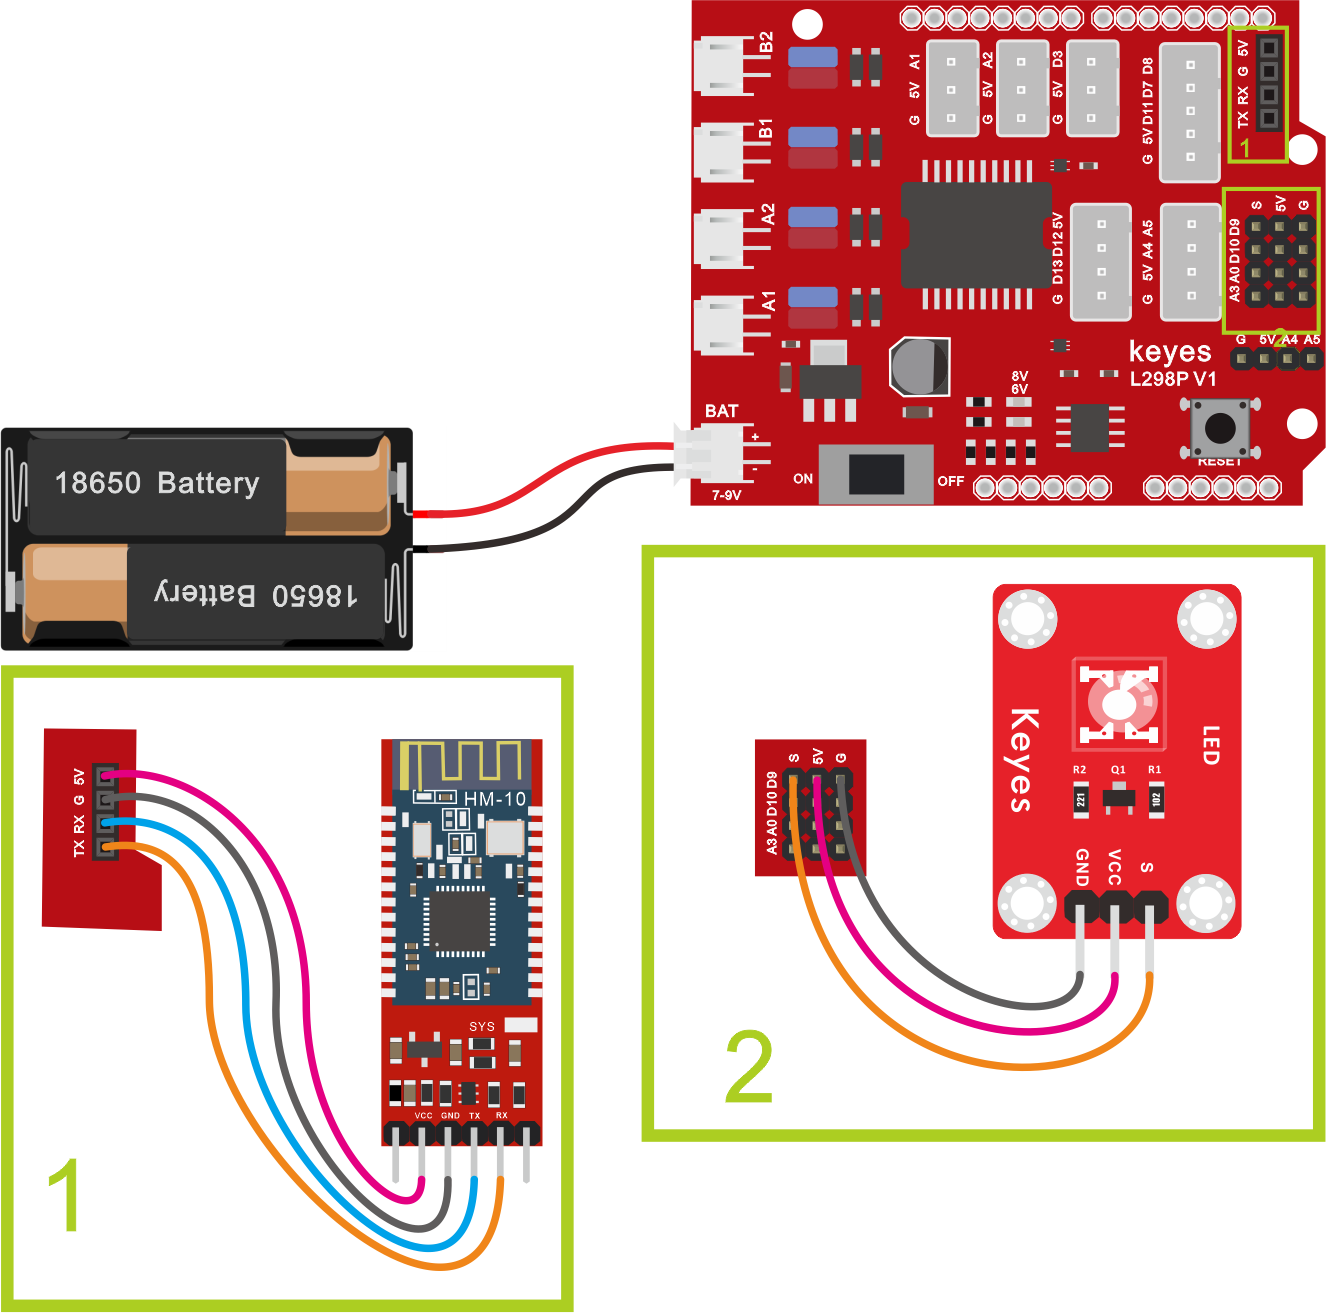 B2
B1
A2
A1
A1
5V
G
A2
5V
G
D3
5V
G
D8
D7
D11
5V
G
5V
G
RX
TX
1
S 5V G
D9
D10
A0
A3
2
5V
D12
D13
G
A5
A4
5V
G
G 5V A4 A5
keyes
L298P V1
8V
6V
BAT
+
-
7-9V
ON
OFF
RESET
18650 Battery
18650 Battery
5V
G
RX
TX
HM-10
SYS
VCC GND TX RX
1
S 5V G
D9
D10
A0
A3
Keyes
LED
R2 Q1 R1
221
102
GND VCC S
2